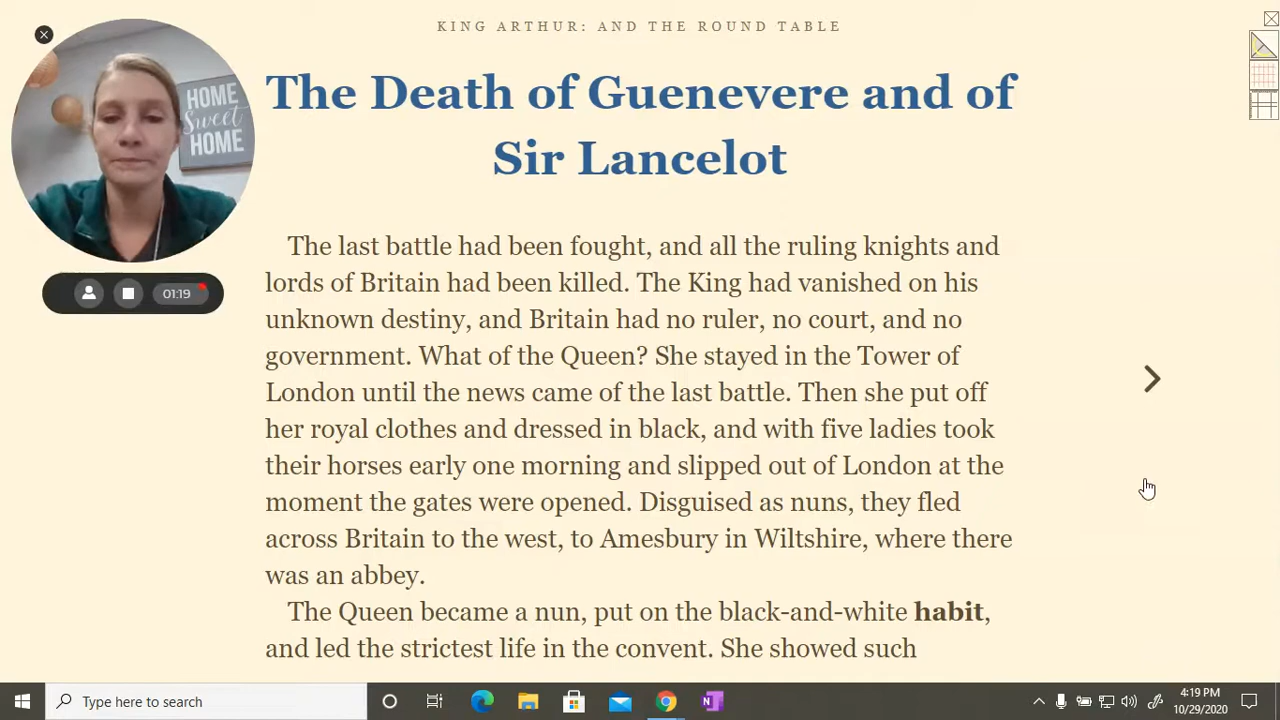 KING ARTHUR: AND THE ROUND TABLE
HOME
Sweet
HOME
The Death of Guenevere and of
Sir Lancelot
01:19
The last battle had been fought, and all the ruling knights and
lords of Britain had been killed. The King had vanished on his
unknown destiny, and Britain had no ruler, no court, and no
government. What of the Queen? She stayed in the Tower of
London until the news came of the last battle. Then she put off
her royal clothes and dressed in black, and with five ladies took
their horses early one morning and slipped out of London at the
moment the gates were opened. Disguised as nuns, they fled
across Britain to the west, to Amesbury in Wiltshire, where there
was an abbey.
The Queen became a nun, put on the black-and-white habit,
and led the strictest life in the convent. She showed such
Type here to search
4:19 PM
10/29/2020